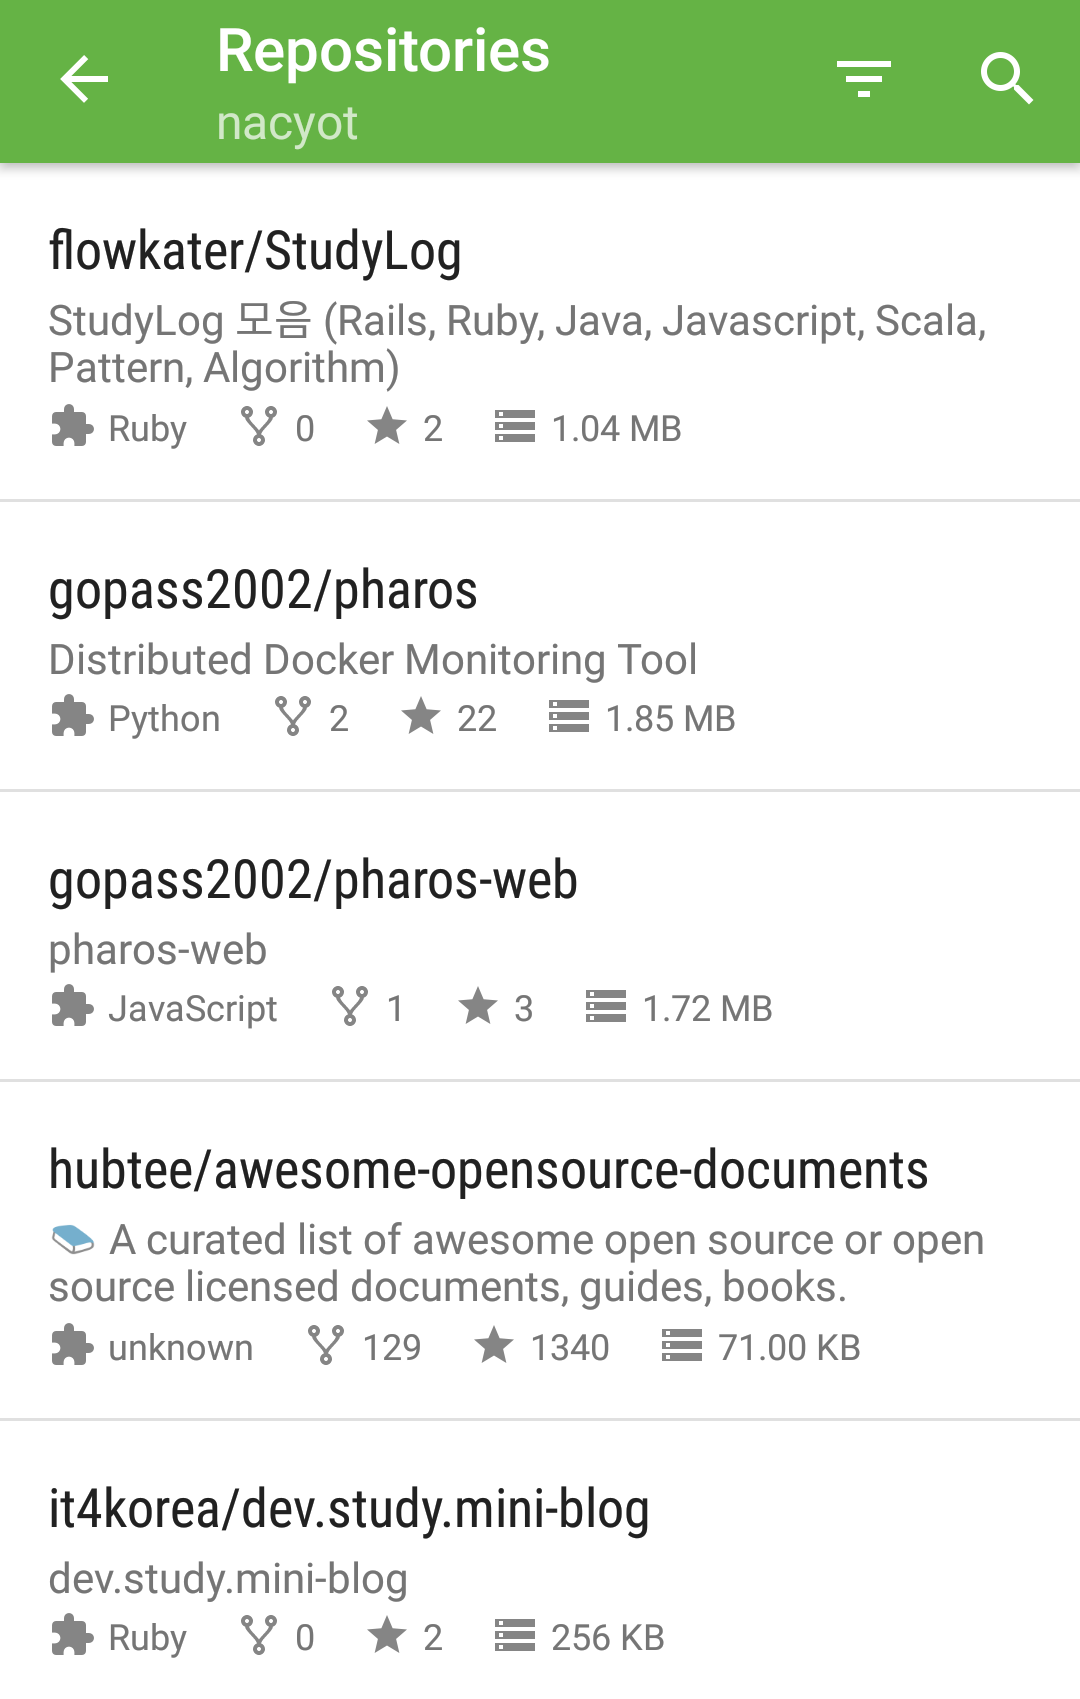 Repositories
nacyot
flowkater/StudyLog
StudyLog 모음 (Rails, Ruby, Java, Javascript, Scala,
Pattern, Algorithm)
Ruby 0 2 1.04 MB
gopass2002/pharos
Distributed Docker Monitoring Tool
Python 2 22 1.85 MB
gopass2002/pharos-web
pharos-web
JavaScript 1 3 1.72 MB
hubtee/awesome-opensource-documents
A curated list of awesome open source or open
source licensed documents, guides, books.
unknown 129 1340 71.00 KB
it4korea/dev.study.mini-blog
dev.study.mini-blog
Ruby 0 2 256 KB